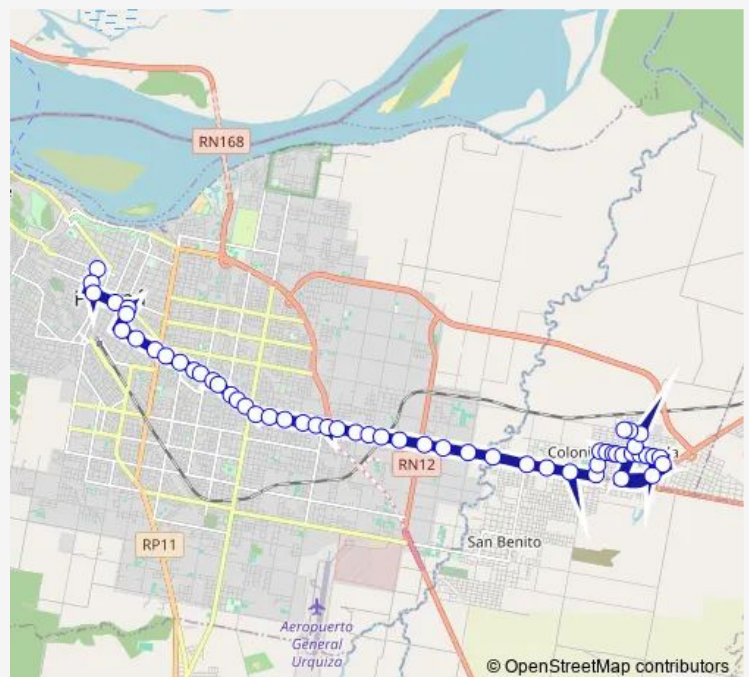 RN168
RN12
San Benito
RP11
Aeropuerto
General
Urquiza
© OpenStreetMap contributors